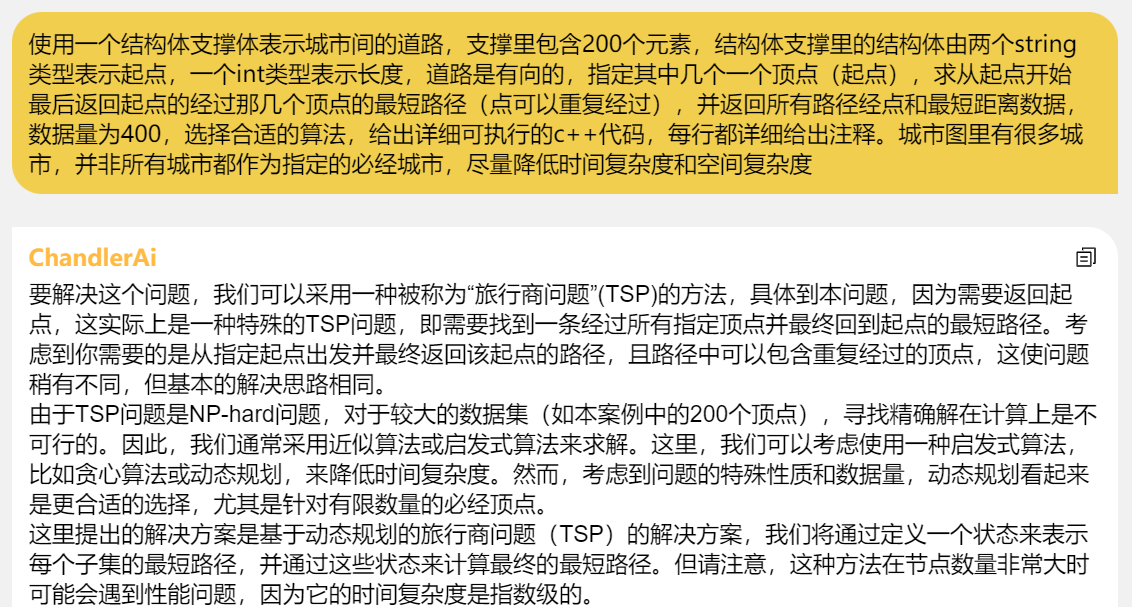 使用一个结构体支撑体表示城市间的道路，支撑里包含200个元素，结构体支撑里的结构体由两个string
类型表示起点，一个int类型表示长度，道路是有向的，指定其中几个一个顶点（起点），求从起点开始
最后返回起点的经过那几个顶点的最短路径（点可以重复经过），并返回所有路径经点和最短距离数据，
数据量为400，选择合适的算法，给出详细可执行的c++代码，每行都详细给出注释。城市图里有很多城
市，并非所有城市都作为指定的必经城市，尽量降低时间复杂度和空间复杂度
ChandlerAi
要解决这个问题，我们可以采用一种被称为“旅行商问题”(TSP)的方法，具体到本问题，因为需要返回起
点，这实际上是一种特殊的TSP问题，即需要找到一条经过所有指定顶点并最终回到起点的最短路径。考
虑到你需要的是从指定起点出发并最终返回该起点的路径，且路径中可以包含重复经过的顶点，这使问题
稍有不同，但基本的解决思路相同。
由于TSP问题是NP-hard问题，对于较大的数据集（如本案例中的200个顶点），寻找精确解在计算上是不
可行的。因此，我们通常采用近似算法或启发式算法来求解。这里，我们可以考虑使用一种启发式算法，
比如贪心算法或动态规划，来降低时间复杂度。然而，考虑到问题的特殊性质和数据量，动态规划看起来
是更合适的选择，尤其是针对有限数量的必经顶点。
这里提出的解决方案是基于动态规划的旅行商问题（TSP）的解决方案，我们将通过定义一个状态来表示
每个子集的最短路径，并通过这些状态来计算最终的最短路径。但请注意，这种方法在节点数量非常大时
可能会遇到性能问题，因为它的时间复杂度是指数级的。